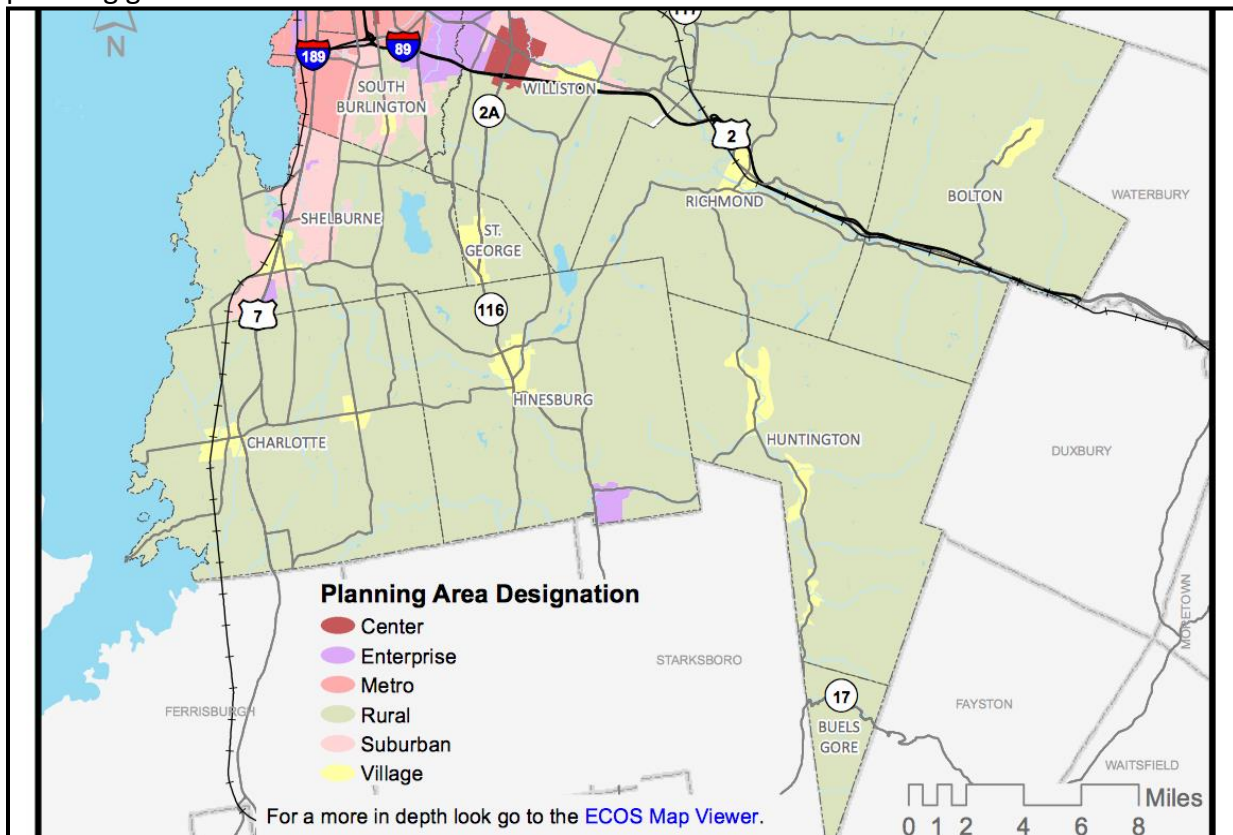 N
189
89
SOUTH
BURLINGTON
WILLISTON
2A
2
RICHMOND
BOLTON
WATERBURY
SHELBURNE
ST.
GEORGE
116
7
HINESBURG
CHARLOTTE
HUNTINGTON
DUXBURY
Planning Area Designation
Center
Enterprise
Metro
Rural
Suburban
Village
STARKSBORO
FERRISBURGH
MORETOWN
17
BUELS
GORE
FAYSTON
WAITSFIELD
Miles
0 1 2 4 6 8
For a more in depth look go to the ECOS Map Viewer.